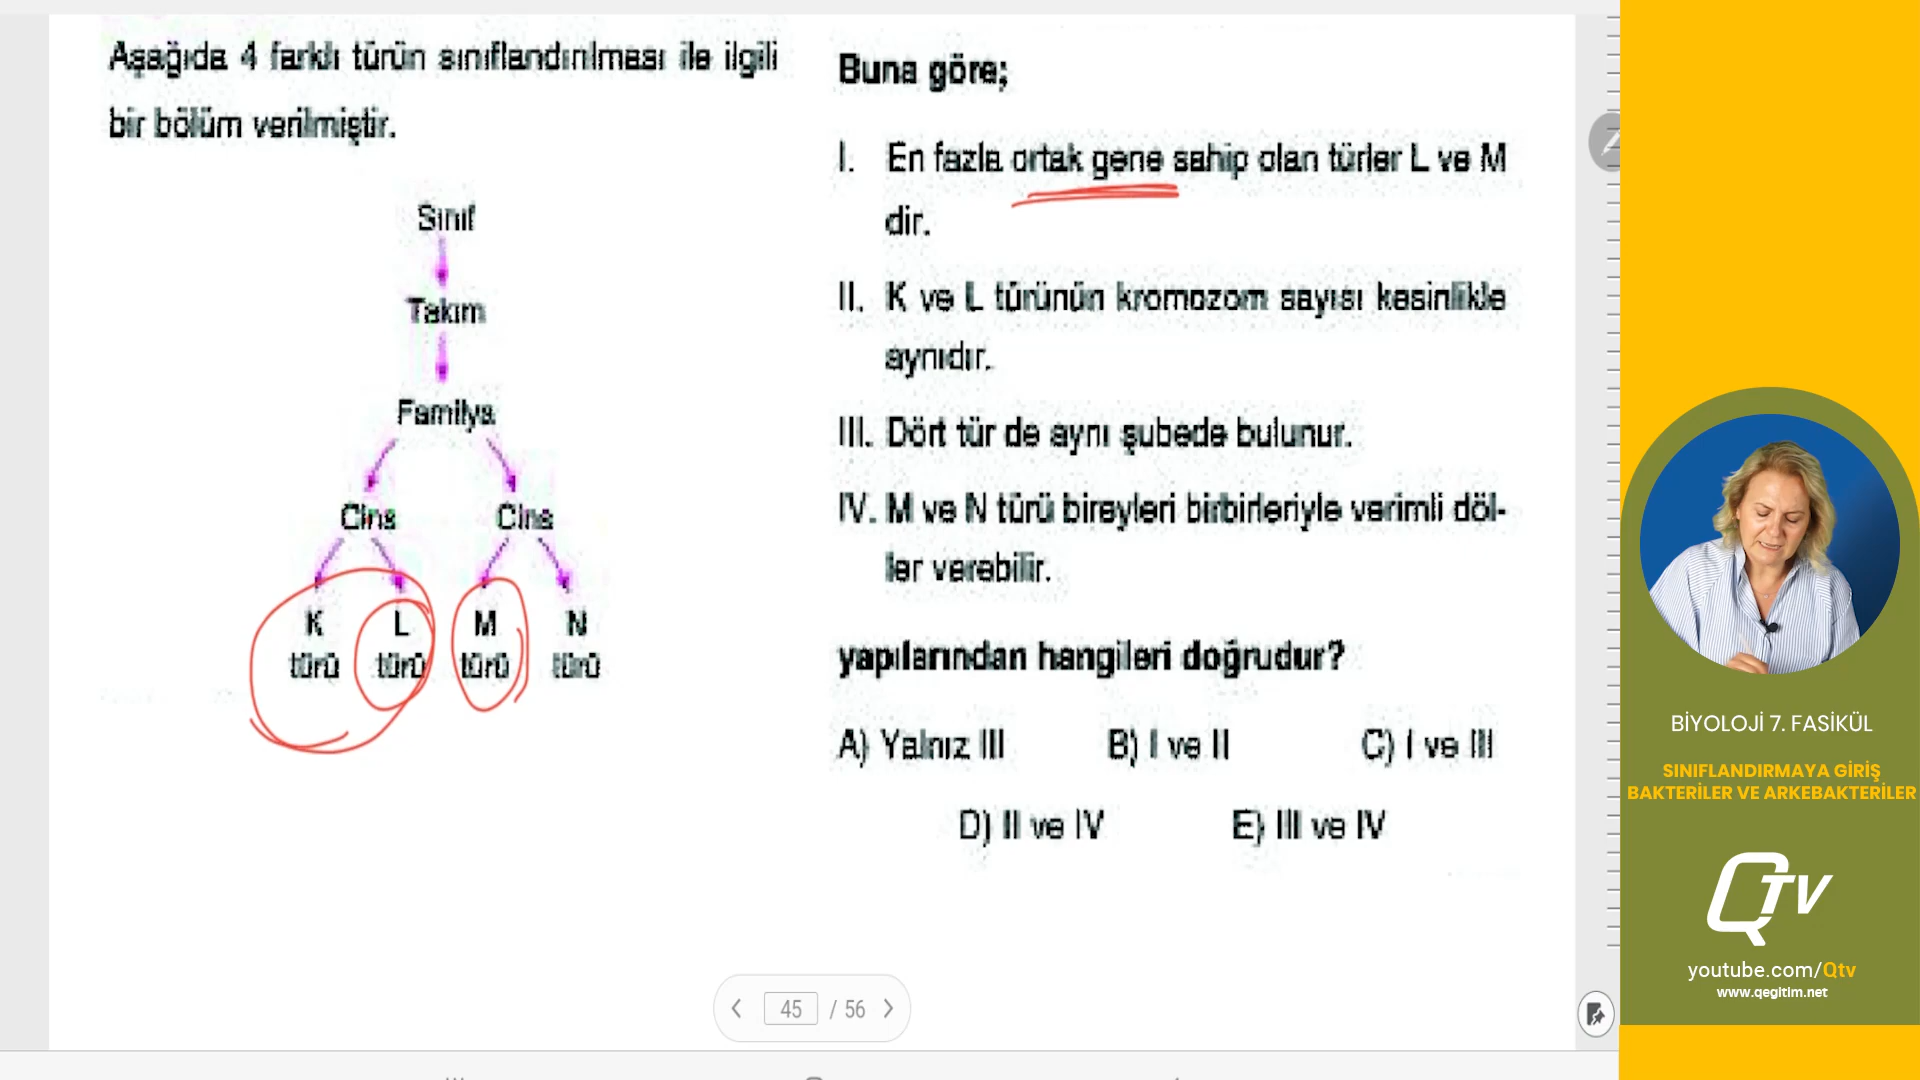 Aşağıda 4 farklı türün sınıflandırılması ile ilgili
bir bölüm verilmiştir.
Sınıf
Takım
Familya
Cins Cins
K L M N
türü türü türü türü
Buna göre;
I. En fazla ortak gene sahip olan türler L ve M
dir.
II. K ve L türünün kromozom sayısı kesinlikle
aynıdır.
III. Dört tür de aynı şubede bulunur.
IV. M ve N türü bireyleri birbirleriyle verimli döl-
ler verebilir.
yapılarından hangileri doğrudur?
A) Yalnız III B) I ve II C) I ve III
D) II ve IV E) III ve IV
45 / 56
BİYOLOJİ 7. FASİKÜL
SINIFLANDIRMAYA GİRİŞ
BAKTERİLER VE ARKEBAKTERİLER
QTV
youtube.com/Qtv
www.qegitim.net